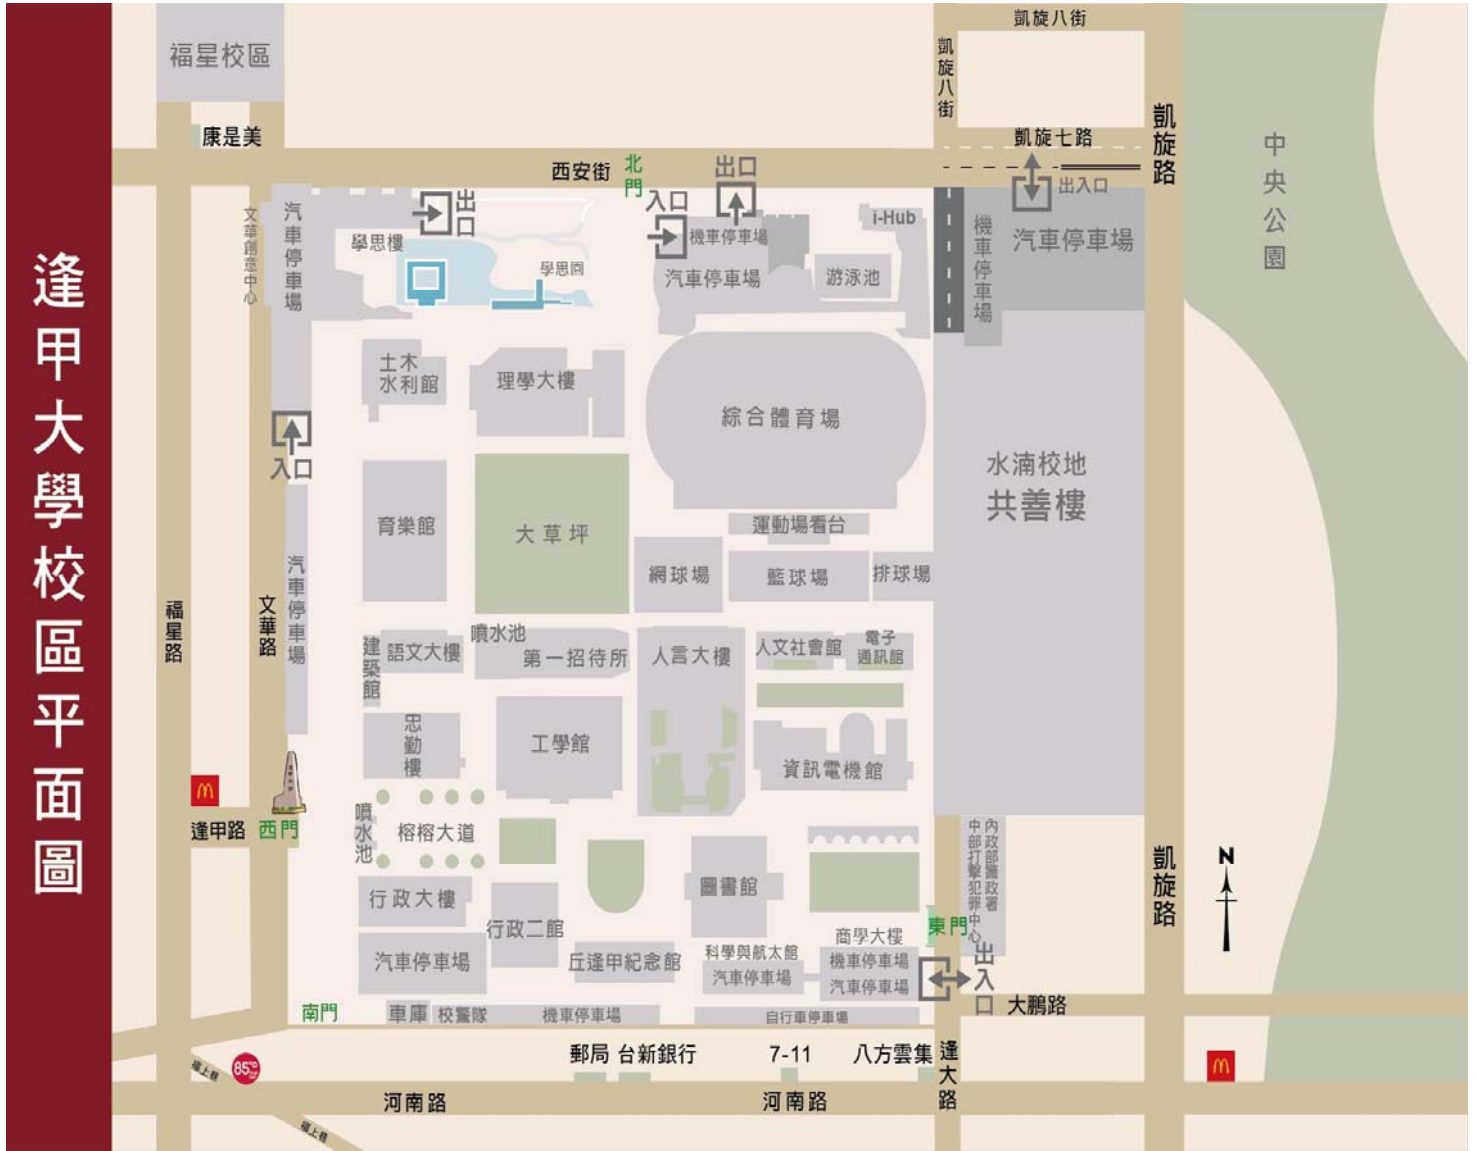 逢甲大學校區平面圖
福星校區
凱旋八街
凱旋八街
凱旋七路
凱旋路
中央公園
康是美
西安街
北門
出口
入口
出入口
文華創意中心
汽車停車場
出口
學思樓
學思園
機車停車場
汽車停車場
i-Hub
游泳池
機車停車場
汽車停車場
土木
水利館
理學大樓
綜合體育場
入口
水湳校地
共善樓
育樂館
大草坪
運動場看台
網球場
籃球場
排球場
汽車停車場
福星路
文華路
建築館
語文大樓
噴水池
第一招待所
人言大樓
人文社會館
電子
通訊館
忠勤樓
工學館
資訊電機館
逢甲路
西門
噴水池
榕榕大道
內政部警政署
中部打擊犯罪中心
凱旋路
N
行政大樓
行政二館
圖書館
東門
商學大樓
汽車停車場
丘逢甲紀念館
科學與航太館
汽車停車場
機車停車場
汽車停車場
出入口
大鵬路
南門
車庫
校警隊
機車停車場
自行車停車場
福上巷
85°C
郵局
台新銀行
7-11
八方雲集
逢大路
河南路
河南路
福上巷